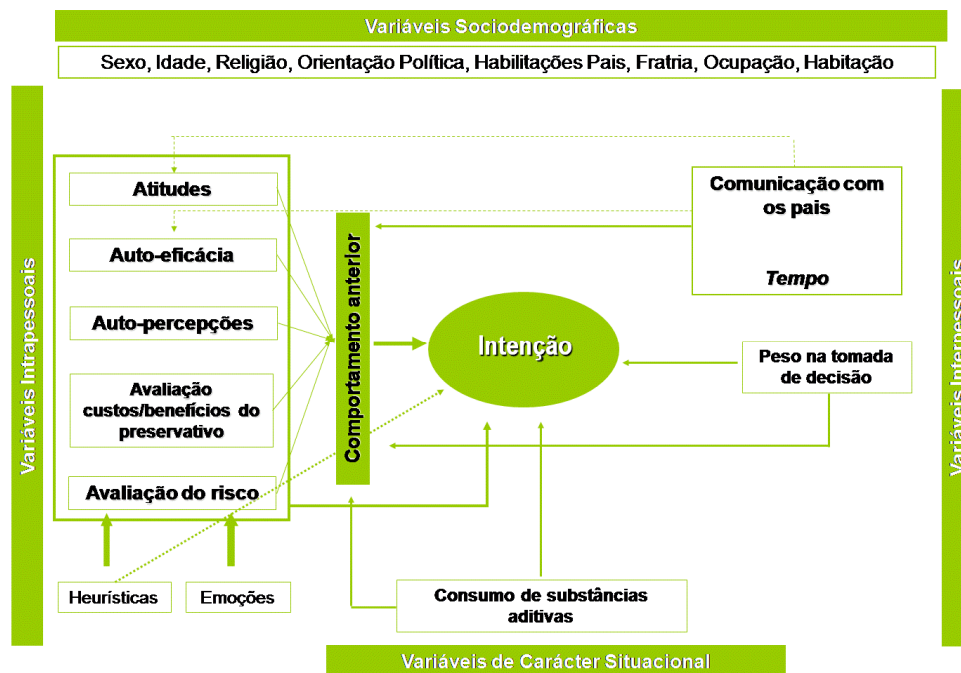 Variáveis Sociodemográficas
Sexo, Idade, Religião, Orientação Política, Habilitações Pais, Fratria, Ocupação, Habitação
Variáveis Intrapessoais
Atitudes
Auto-eficácia
Auto-percepções
Avaliação
custos/benefícios do
preservativo
Avaliação do risco
Heurísticas
Emoções
Comportamento anterior
Intenção
Comunicação com
os pais
Tempo
Peso na tomada
de decisão
Consumo de substâncias
aditivas
Variáveis Interpessoais
Variáveis de Carácter Situacional